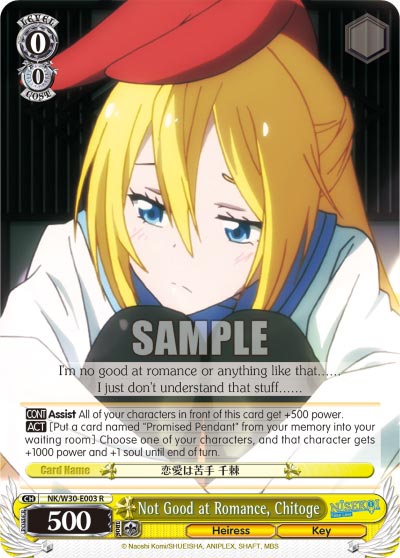 LEVEL
0
0
COST
SAMPLE
I'm no good at romance or anything like that......
I just don't understand that stuff......
CONT Assist All of your characters in front of this card get +500 power.
ACT [Put a card named "Promised Pendant" from your memory into your
waiting room] Choose one of your characters, and that character gets
+1000 power and +1 soul until end of turn.
Card Name 恋愛は苦手 千棘
CH NK/W30-E003 R
Not Good at Romance, Chitoge
NISEKOI
POWER
500
SOUL
Heiress Key
© Naoshi Komi/SHUEISHA, ANIPLEX, SHAFT, MBS